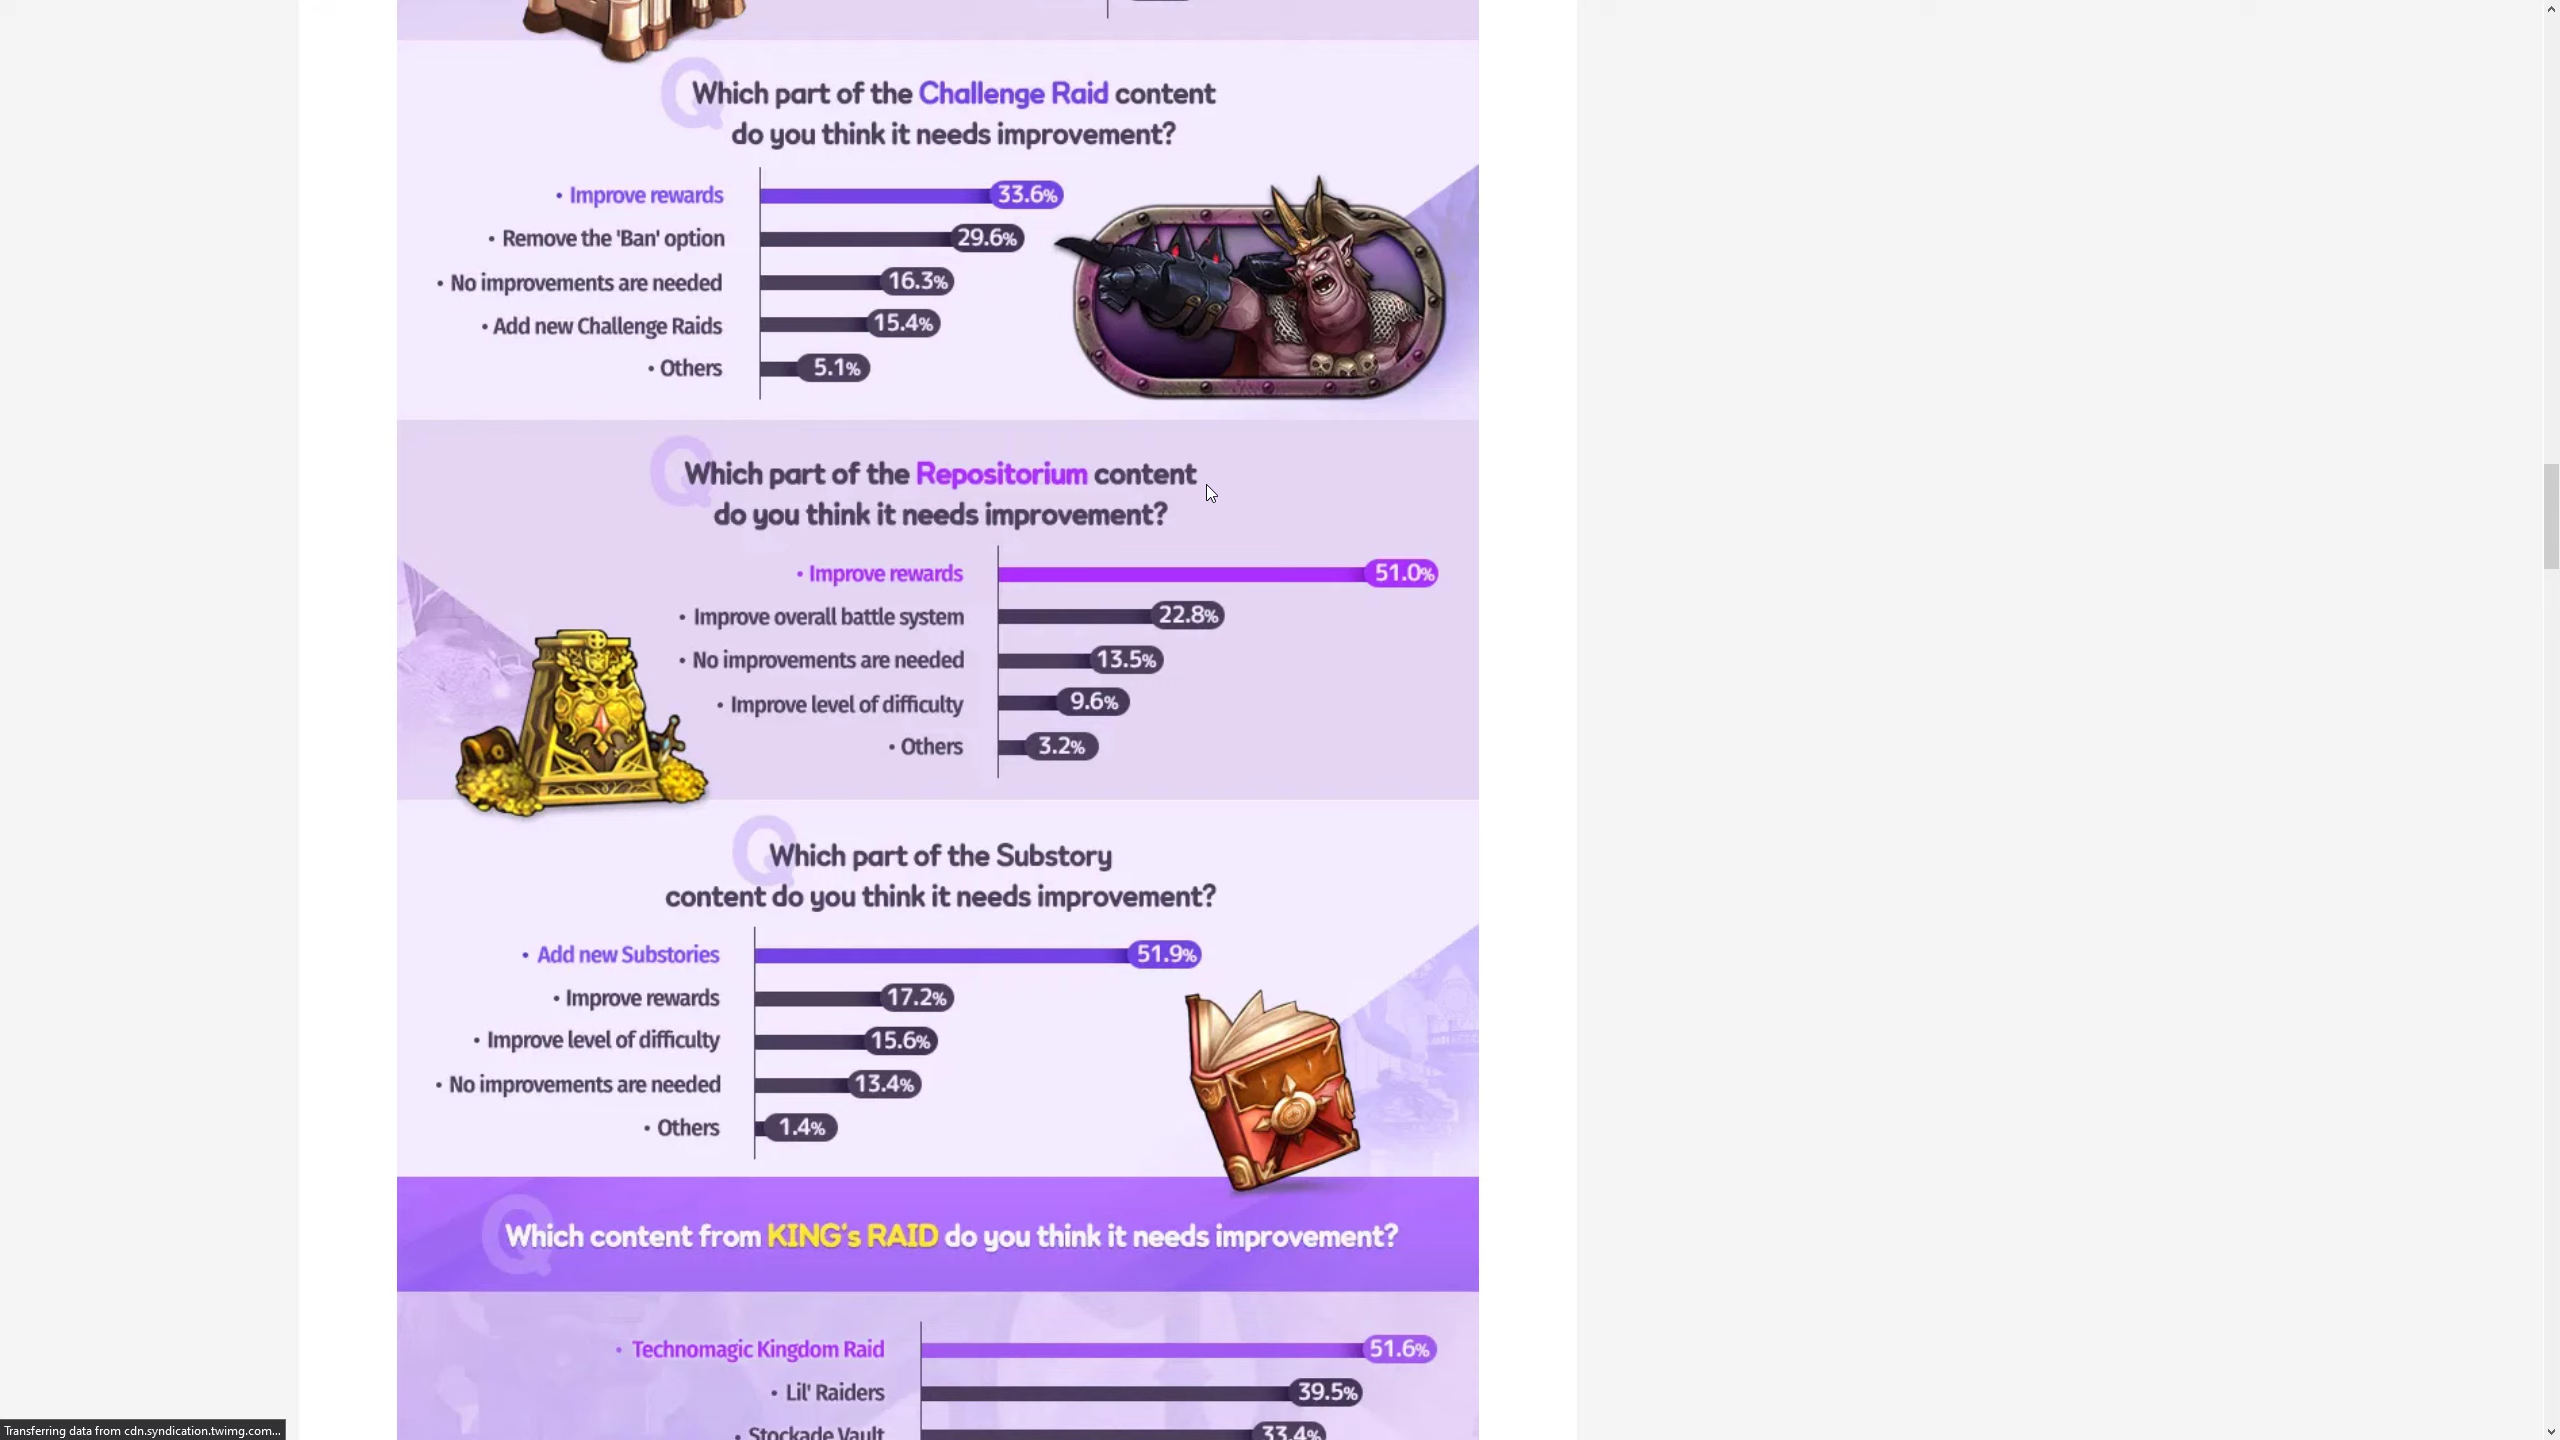 Which part of the Challenge Raid content
do you think it needs improvement?
• Improve rewards 33.6%
• Remove the 'Ban' option 29.6%
• No improvements are needed 16.3%
• Add new Challenge Raids 15.4%
• Others 5.1%
Q
Which part of the Repositorium content
do you think it needs improvement?
• Improve rewards 51.0%
• Improve overall battle system 22.8%
• No improvements are needed 13.5%
• Improve level of difficulty 9.6%
• Others 3.2%
Q
Which part of the Substory
content do you think it needs improvement?
• Add new Substories 51.9%
• Improve rewards 17.2%
• Improve level of difficulty 15.6%
• No improvements are needed 13.4%
• Others 1.4%
Q
Which content from KING's RAID do you think it needs improvement?
Q
• Technomagic Kingdom Raid 51.6%
• Lil' Raiders 39.5%
• Stockade Vault 33.4%
Transferring data from cdn.syndication.twimg.com...